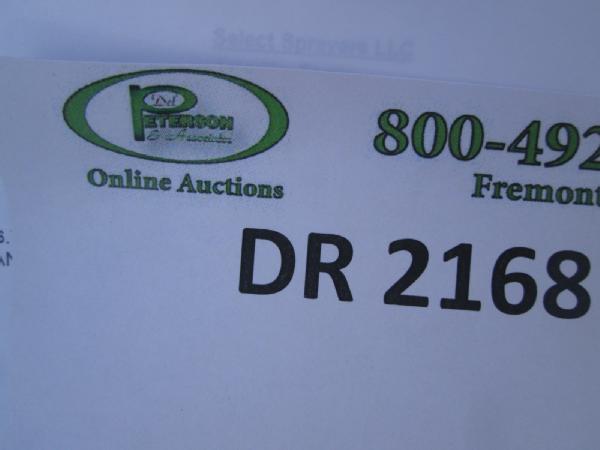 Select Sprayers LLC
Del
PETERSON
& Associates
Online Auctions
800-492
Fremont
DR 2168